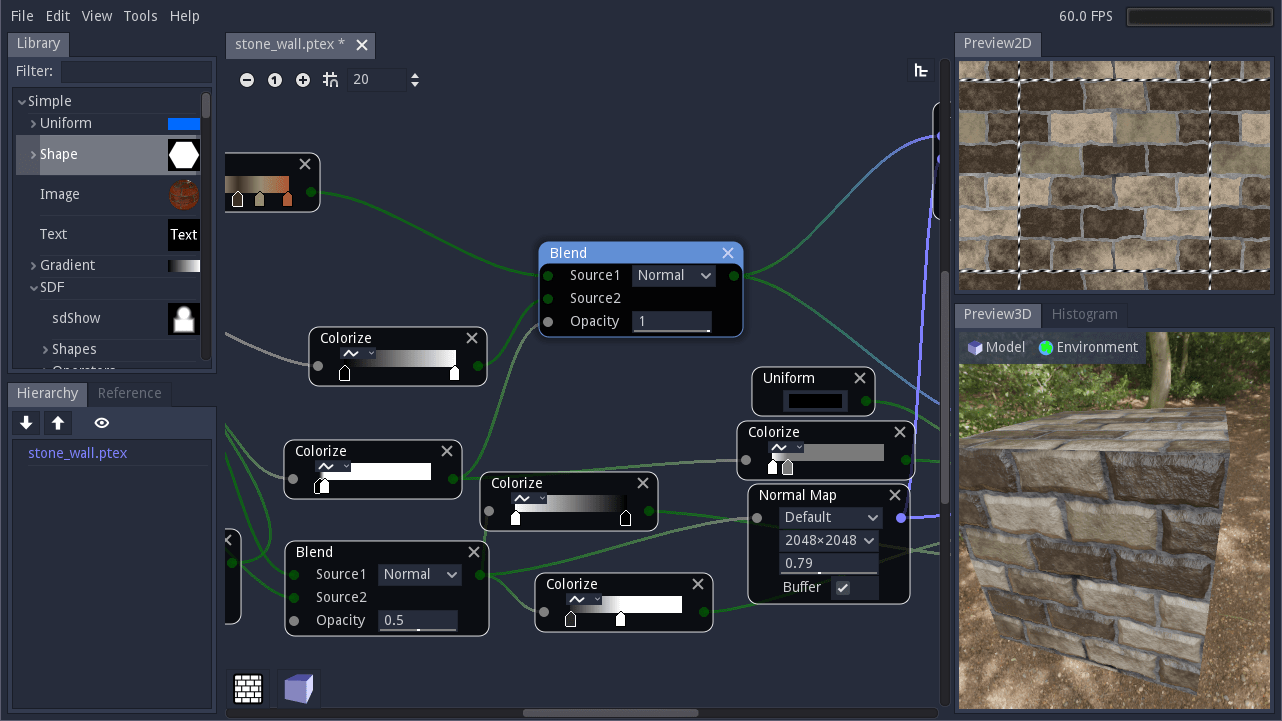 File Edit View Tools Help
60.0 FPS
Library
Filter:
Simple
Uniform
Shape
Image
Text
Text
Gradient
SDF
sdShow
Shapes
Hierarchy
Reference
stone_wall.ptex
stone_wall.ptex *
1
20
Blend
Source1
Normal
Source2
Opacity
1
Colorize
Colorize
Colorize
Blend
Source1
Normal
Source2
Opacity
0.5
Colorize
Uniform
Colorize
Normal Map
Default
2048×2048
0.79
Buffer
Preview2D
Preview3D
Histogram
Model
Environment